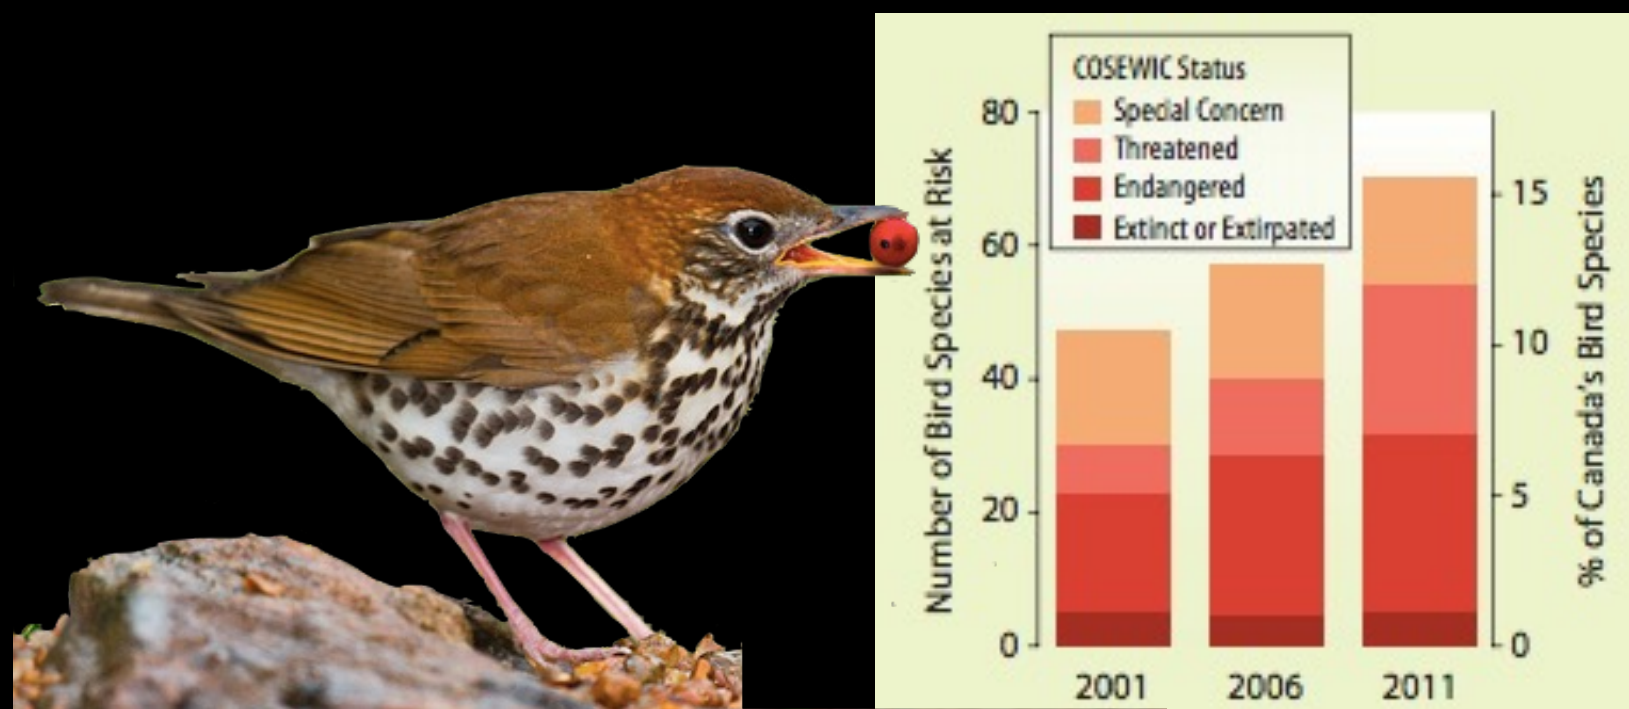 COSEWIC Status
Special Concern
Threatened
Endangered
Extinct or Extirpated
Number of Bird Species at Risk
80
60
40
20
0
15
10
5
0
% of Canada's Bird Species
2001 2006 2011